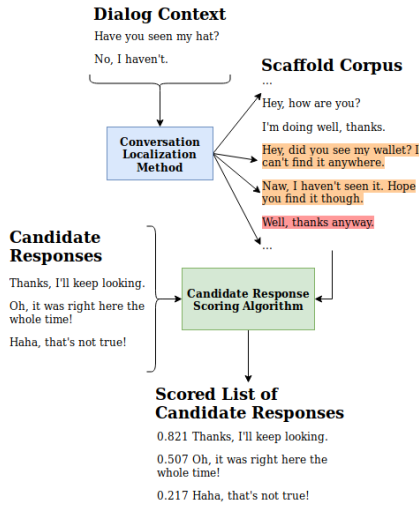 Dialog Context
Have you seen my hat?
No, I haven't.
Scaffold Corpus
...
Hey, how are you?
I'm doing well, thanks.
Hey, did you see my wallet? I
can't find it anywhere.
Naw, I haven't seen it. Hope
you find it though.
Well, thanks anyway.
...
Conversation
Localization
Method
Candidate
Responses
Thanks, I'll keep looking.
Oh, it was right here the
whole time!
Haha, that's not true!
Candidate Response
Scoring Algorithm
Scored List of
Candidate Responses
0.821 Thanks, I'll keep looking.
0.507 Oh, it was right here the
whole time!
0.217 Haha, that's not true!